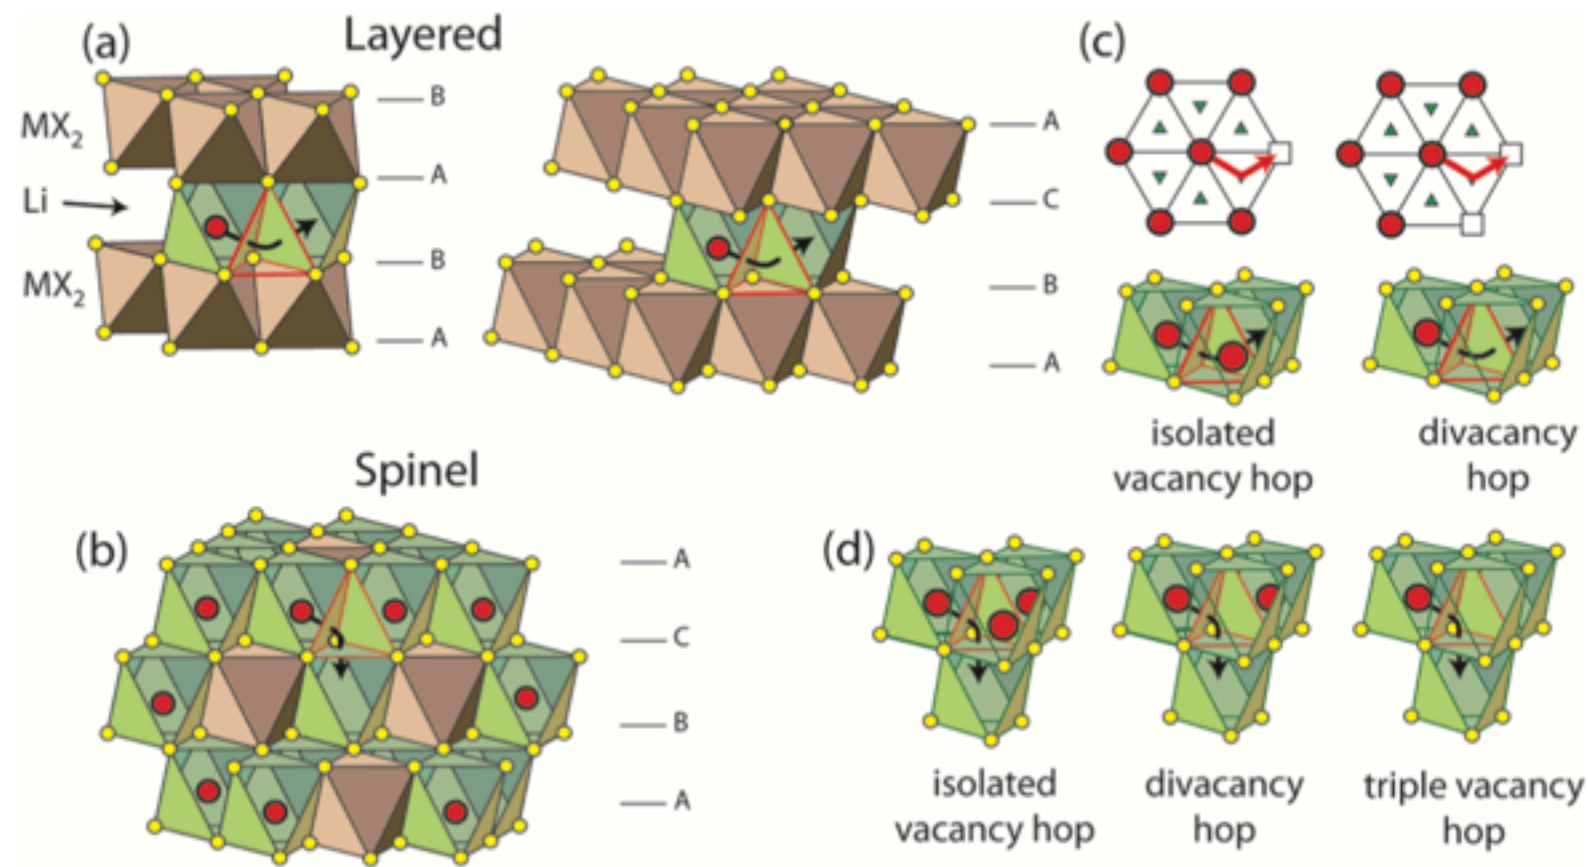 (a)
Layered
MX₂
Li
MX₂
B
A
B
A
A
C
B
A
(c)
isolated
vacancy hop
divacancy
hop
Spinel
(b)
A
C
B
A
(d)
isolated
vacancy hop
divacancy
hop
triple vacancy
hop